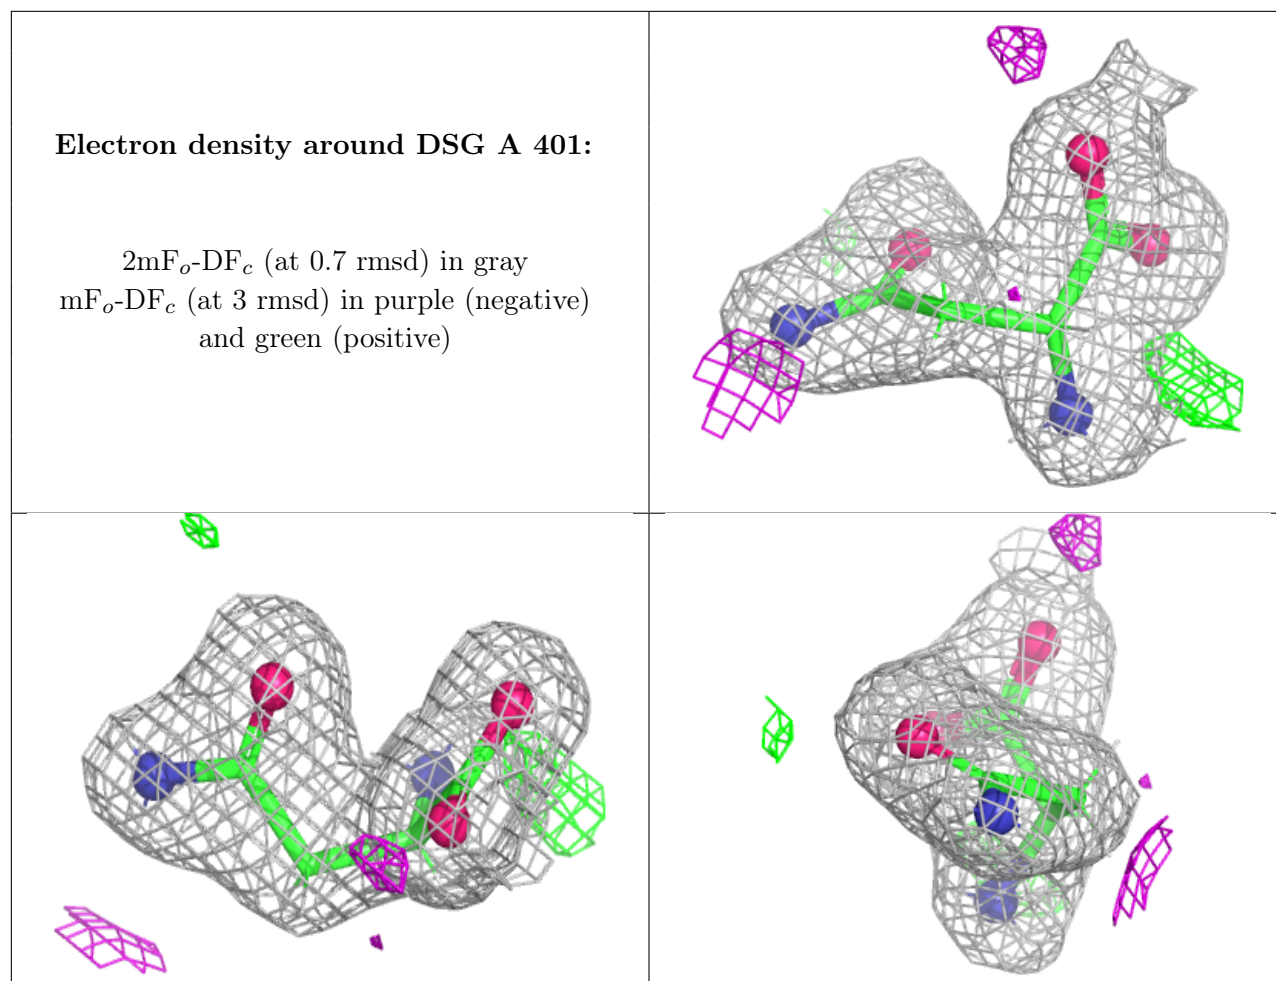 Electron density around DSG A 401:
2mFo-DFc (at 0.7 rmsd) in gray
mFo-DFc (at 3 rmsd) in purple (negative)
and green (positive)